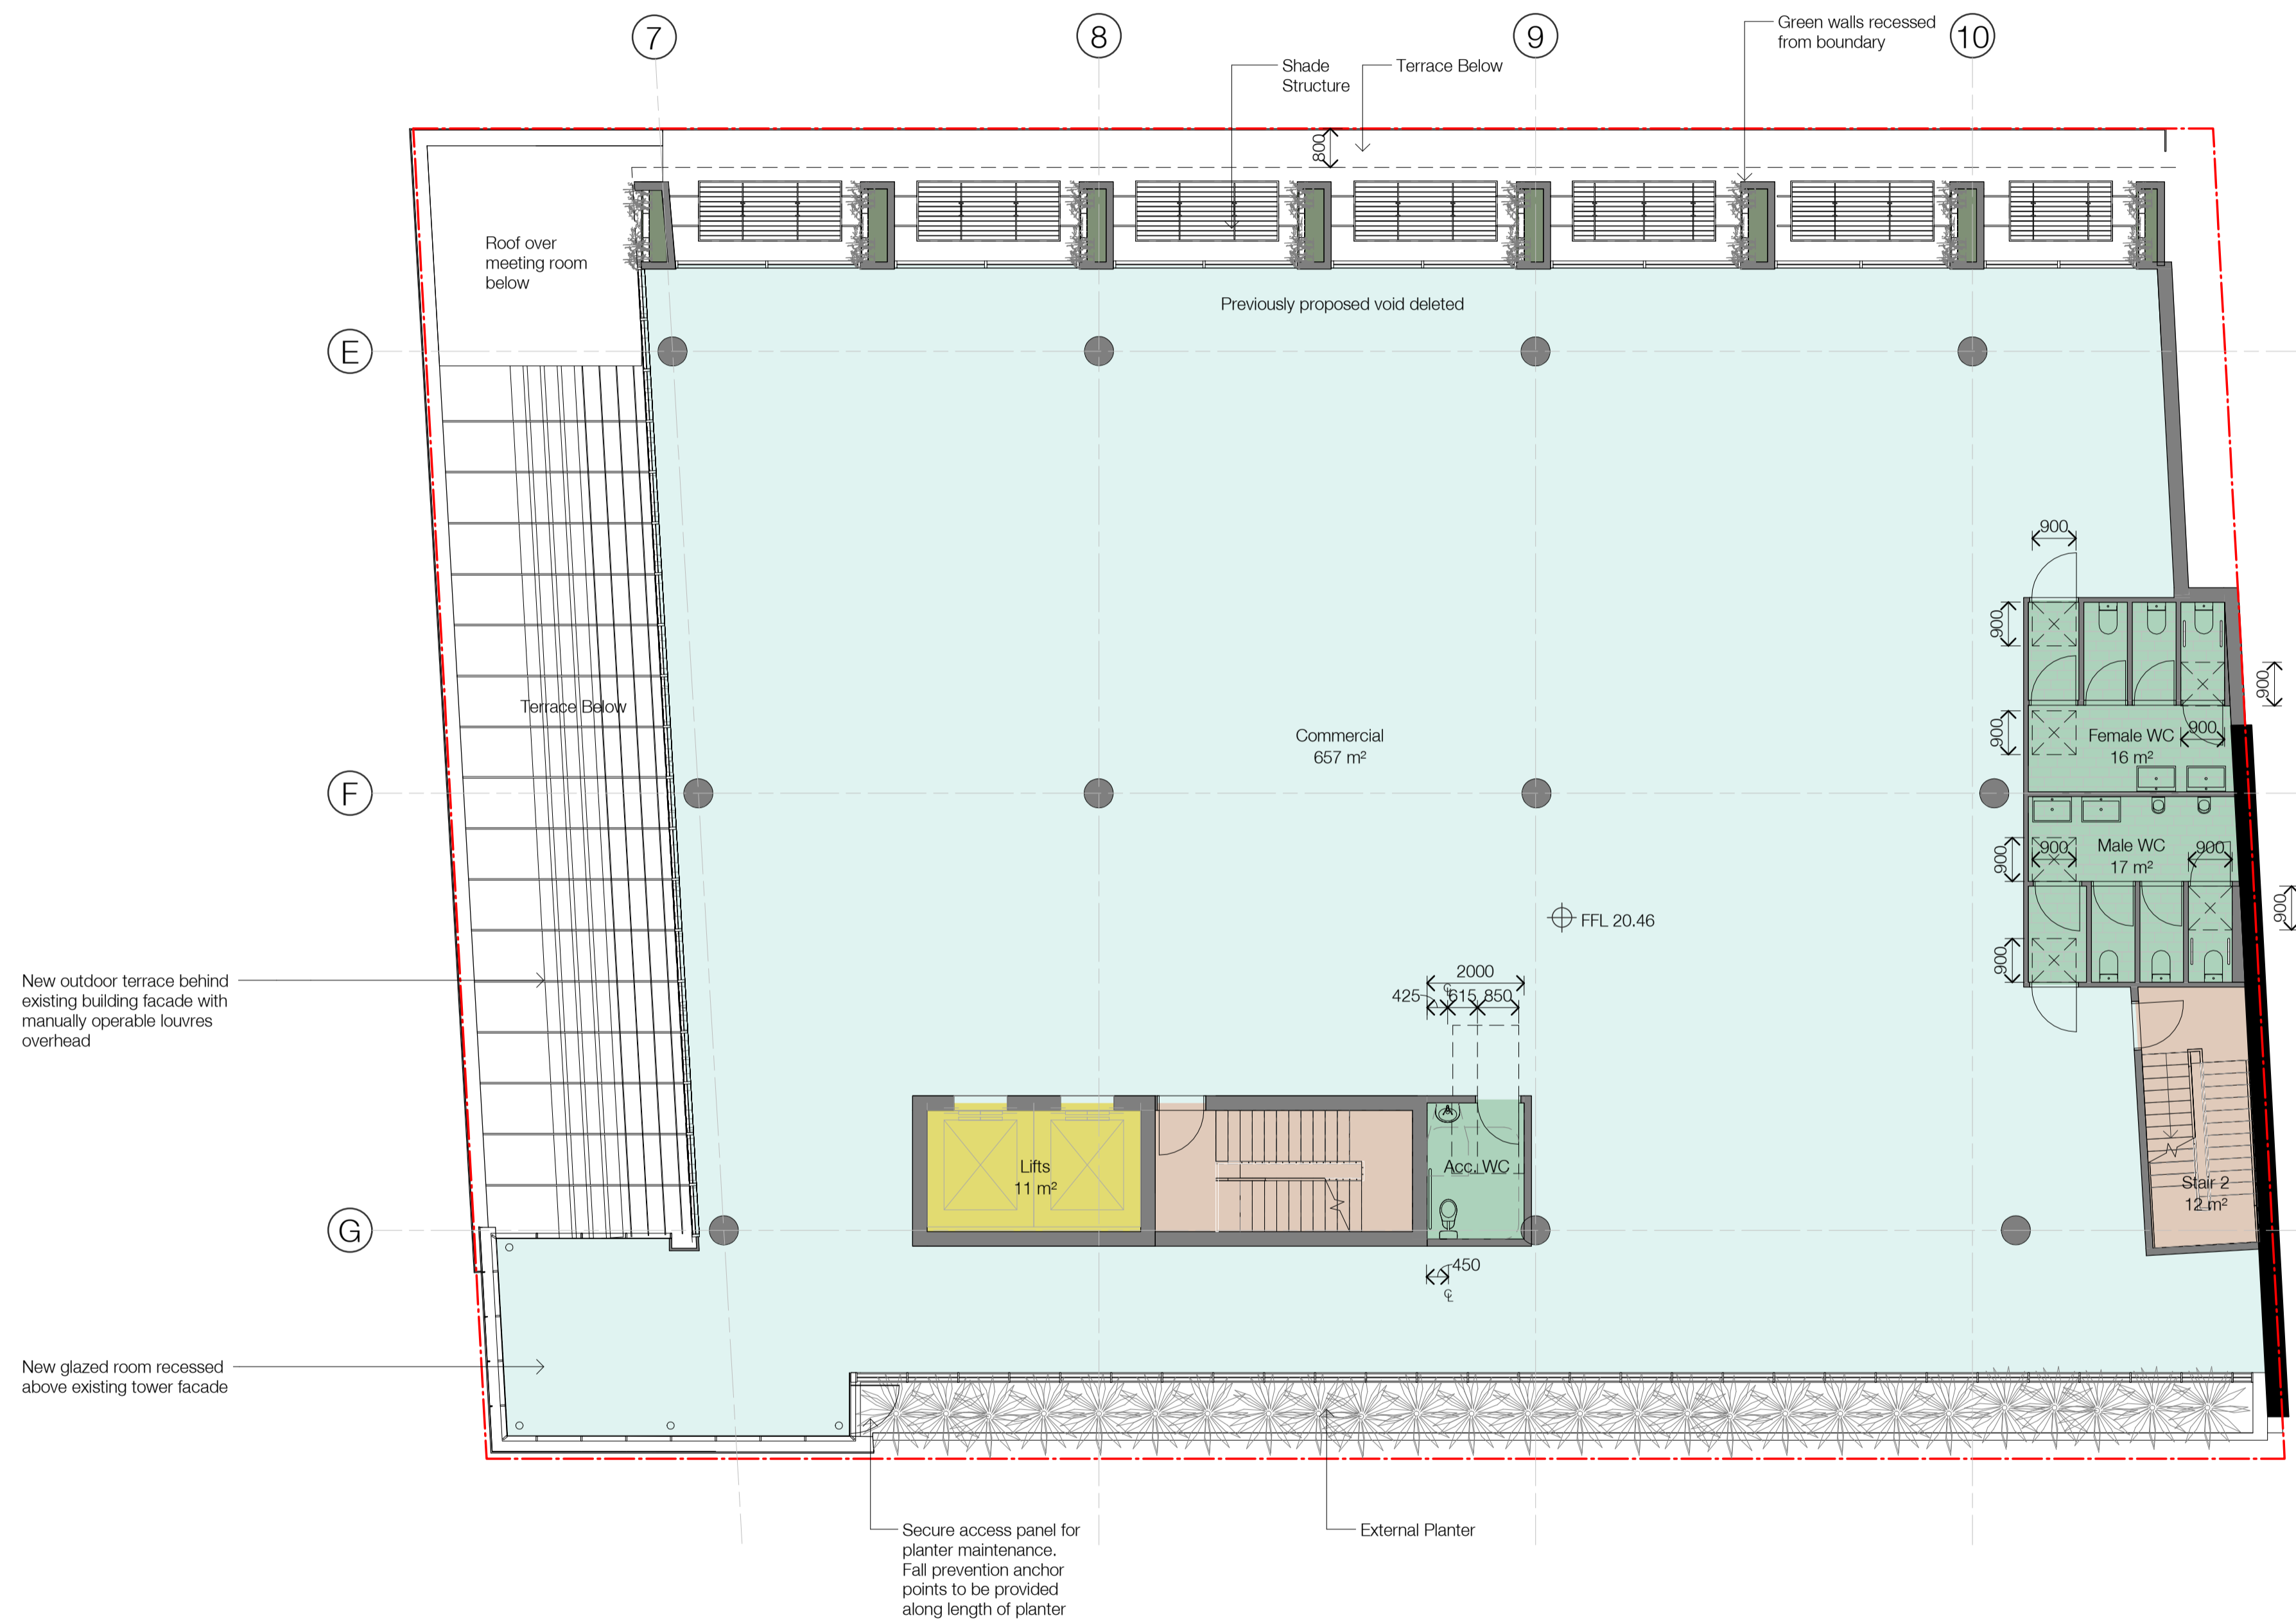 7
8
9
10
Green walls recessed
from boundary
Shade
Structure
Terrace Below
800
Roof over
meeting room
below
Previously proposed void deleted
E
900
900
900
Terrace Below
Commercial
657 m²
900
Female WC
16 m²
900
F
Male WC
17 m²
900
900
900
900
FFL 20.46
900
2000
425
615
850
New outdoor terrace behind
existing building facade with
manually operable louvres
overhead
Lifts
11 m²
Acc. WC
Stair 2
12 m²
G
450
New glazed room recessed
above existing tower facade
Secure access panel for
planter maintenance.
Fall prevention anchor
points to be provided
along length of planter
External Planter